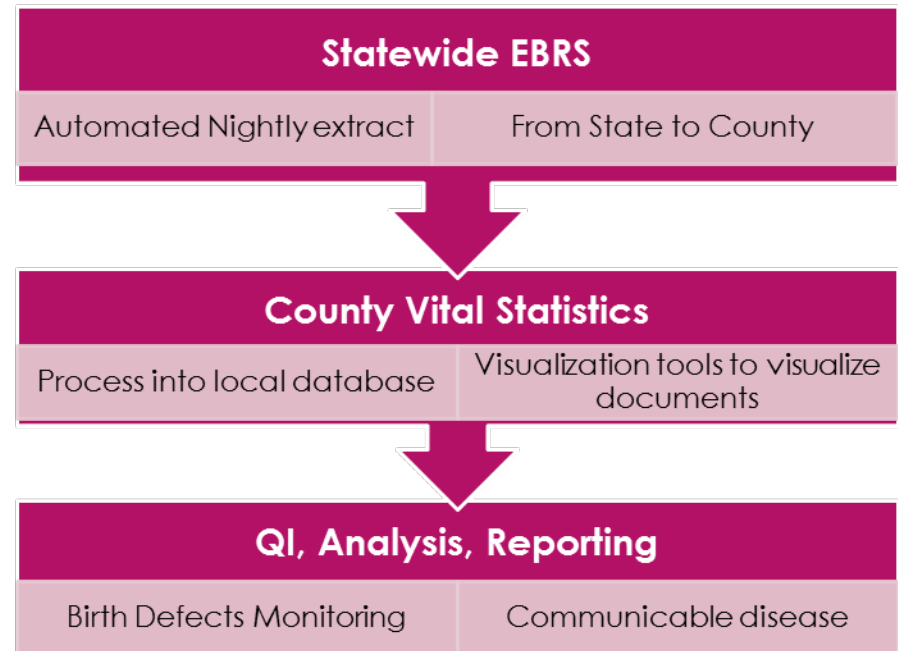 Statewide EBRS
Automated Nightly extract
From State to County
County Vital Statistics
Process into local database
Visualization tools to visualize
documents
QI, Analysis, Reporting
Birth Defects Monitoring
Communicable disease